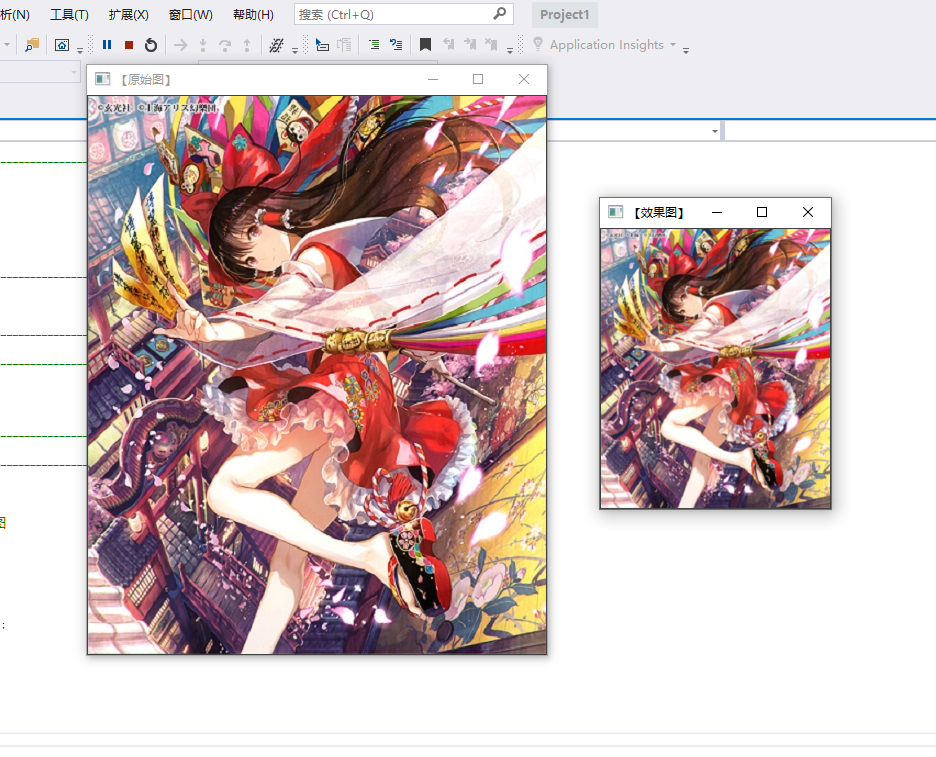 析(N) 工具(T) 扩展(X) 窗口(W) 帮助(H) 搜索 (Ctrl+Q) Project1
Application Insights
【原始图】
©玄光社 ©上海アリス幻樂団
【效果图】
图
;